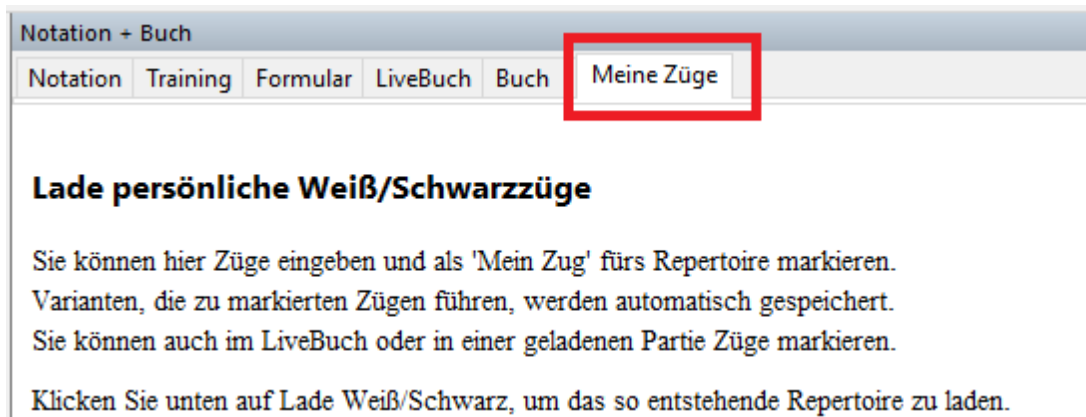 Notation + Buch
Notation Training Formular LiveBuch Buch Meine Züge
Lade persönliche Weiß/Schwarzzüge
Sie können hier Züge eingeben und als 'Mein Zug' fürs Repertoire markieren.
Varianten, die zu markierten Zügen führen, werden automatisch gespeichert.
Sie können auch im LiveBuch oder in einer geladenen Partie Züge markieren.
Klicken Sie unten auf Lade Weiß/Schwarz, um das so entstehende Repertoire zu laden.